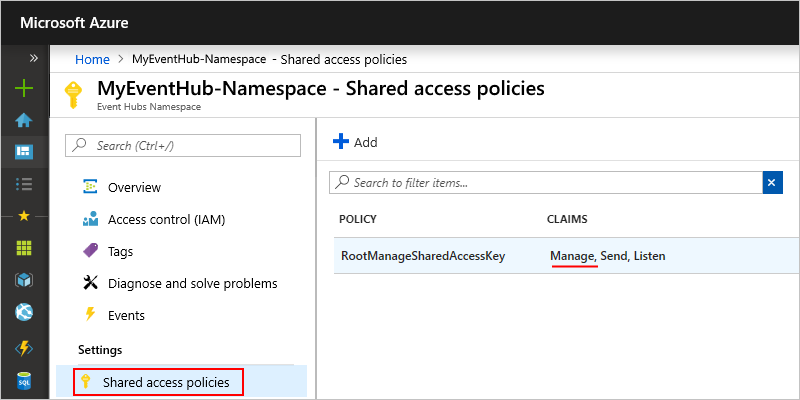 Microsoft Azure
»
Home > MyEventHub-Namespace - Shared access policies
MyEventHub-Namespace - Shared access policies
Event Hubs Namespace
Search (Ctrl+/)
Overview
Access control (IAM)
Tags
Diagnose and solve problems
Events
Settings
Shared access policies
Add
Search to filter items...
POLICY CLAIMS
RootManageSharedAccessKey Manage, Send, Listen
SQL